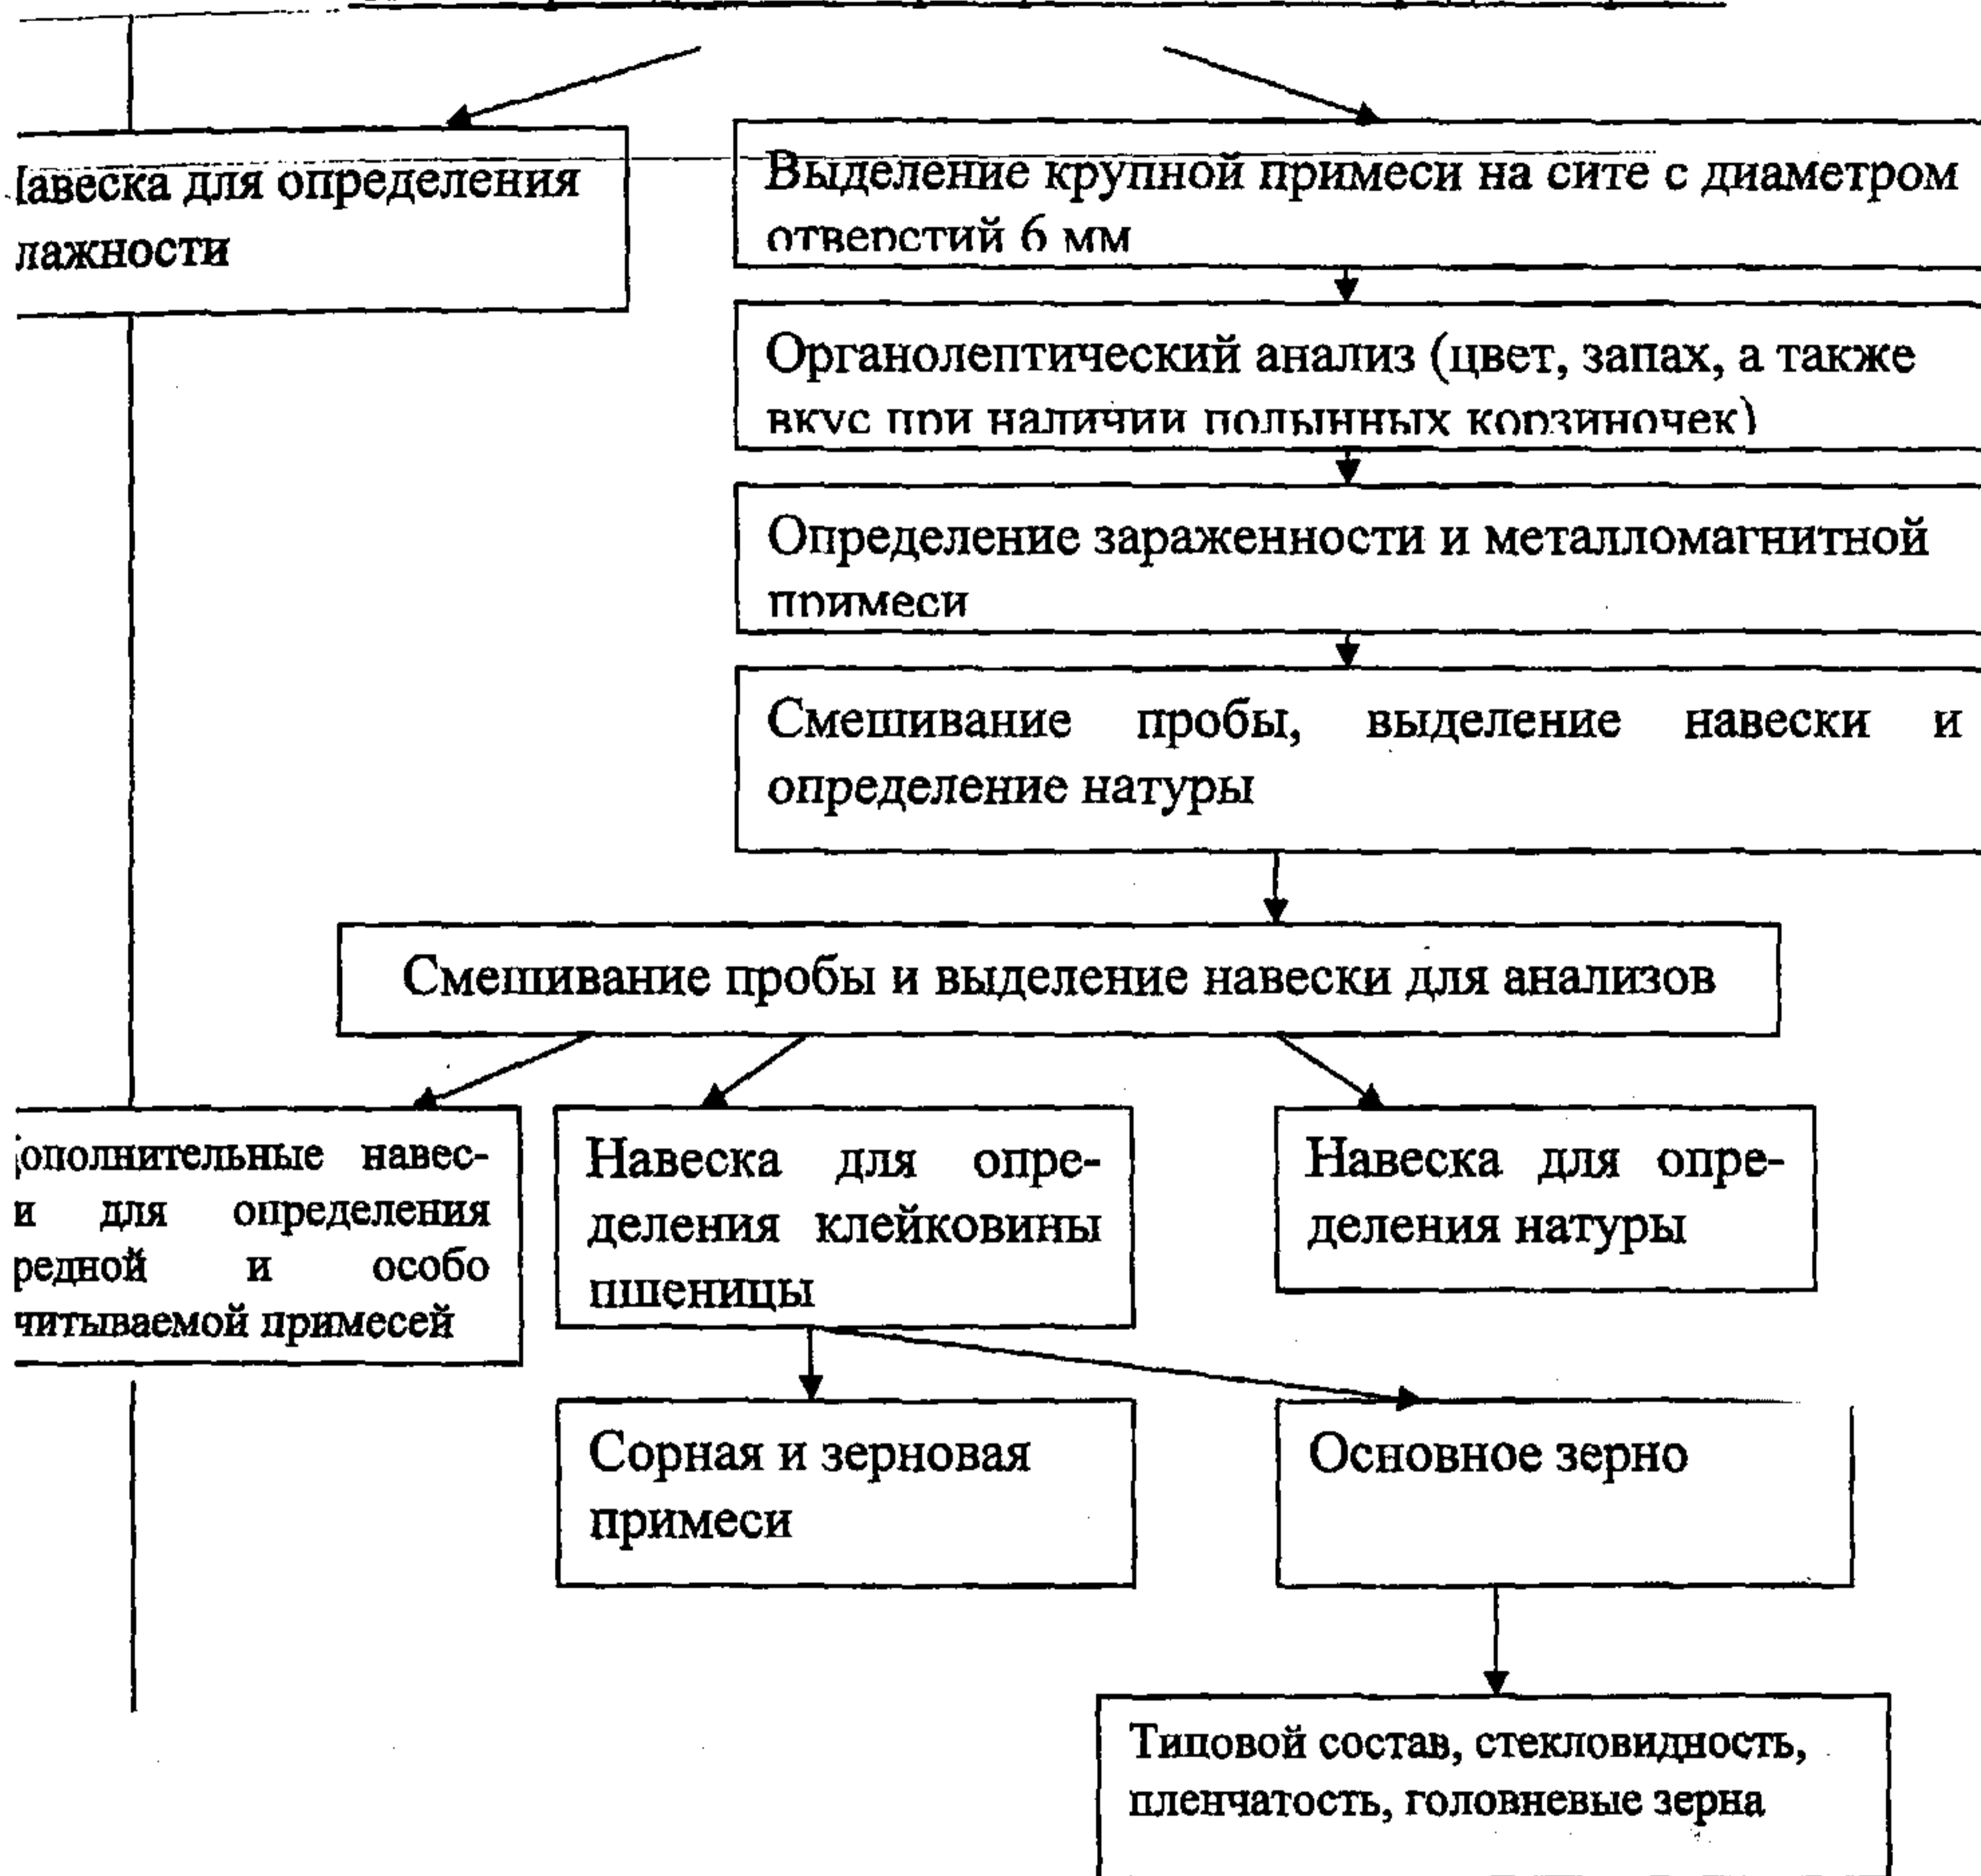 авеска для определения
лажности
Выделение крупной примеси на сите с диаметром
отверстий 6 мм
Органолептический анализ (цвет, запах, а также
вкус при наличии полынных корзиночек)
Определение зараженности и металломагнитной
примеси
Смешивание пробы, выделение навески и
определение натуры
Смешивание пробы и выделение навески для анализов
ополнительные навес-
и для определения
редной и особо
читываемой примесей
Навеска для опре-
деления клейковины
пшеницы
Навеска для опре-
деления натуры
Сорная и зерновая
примеси
Основное зерно
Типовой состав, стекловидность,
пленчатость, головневые зерна